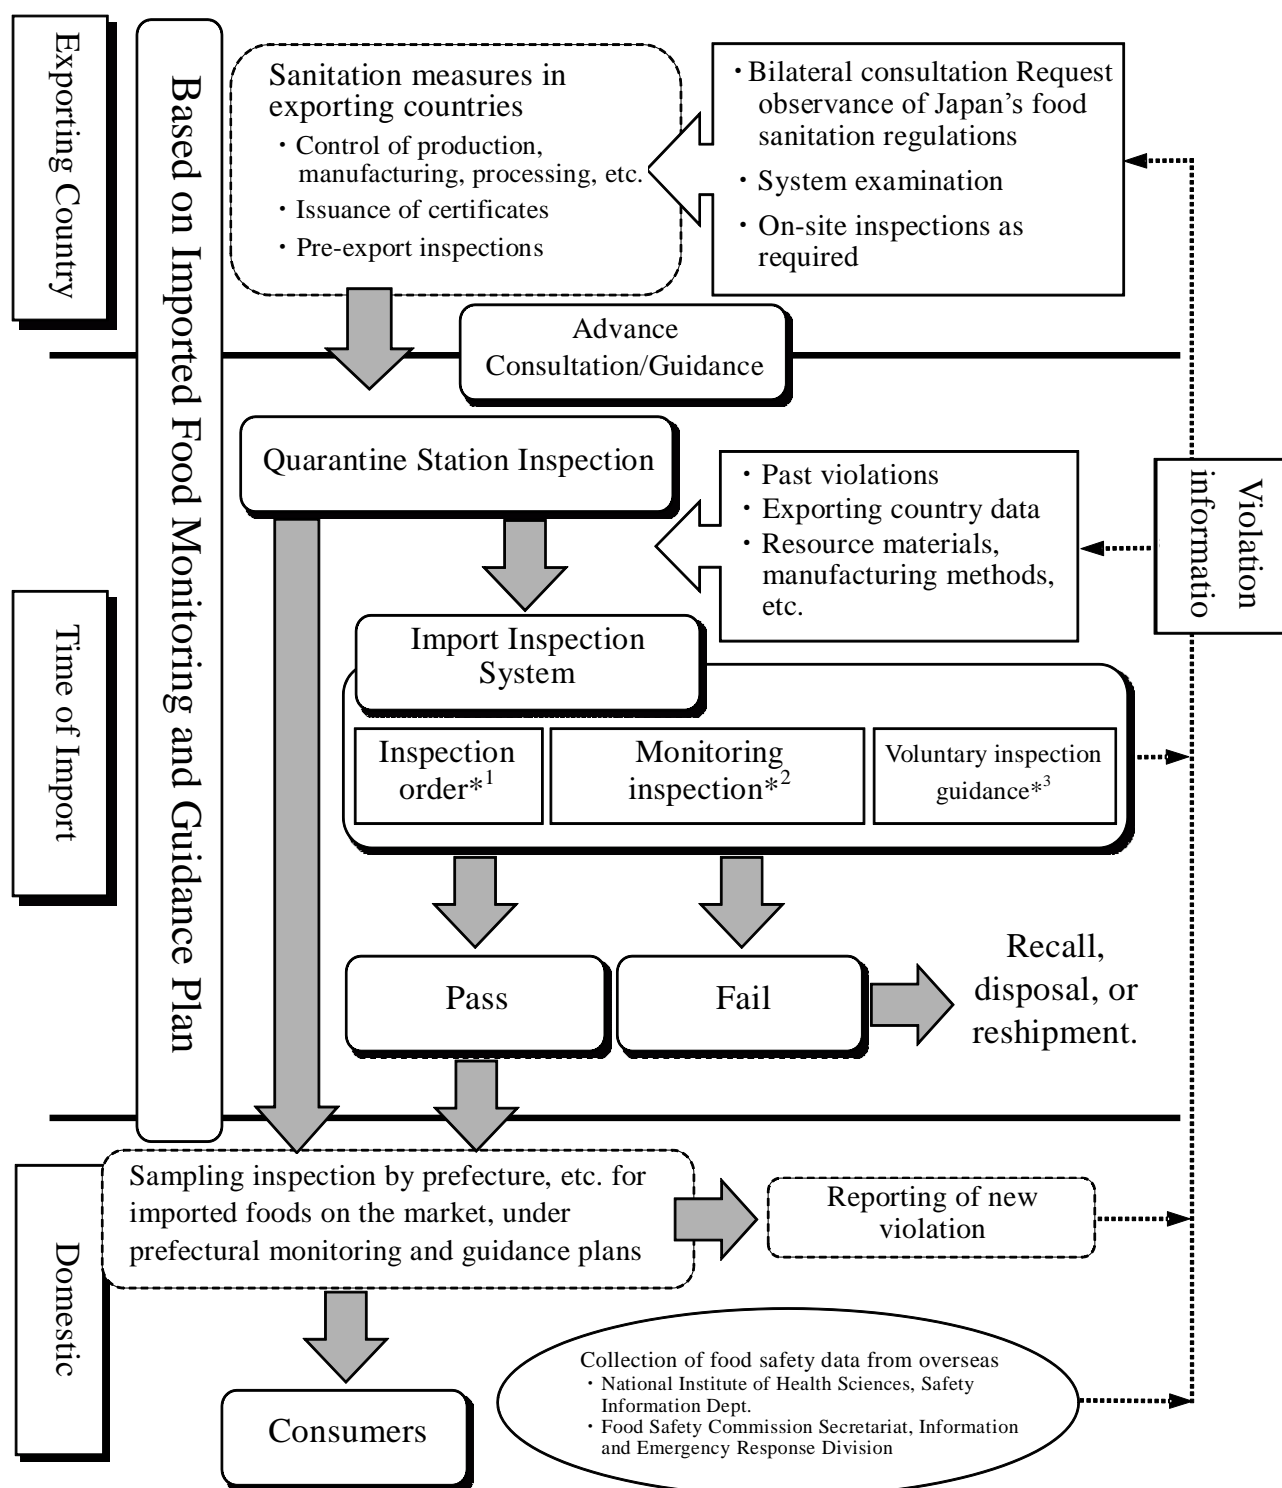 Exporting Country
Based on Imported Food Monitoring and Guidance Plan
Sanitation measures in
exporting countries
・Control of production,
manufacturing, processing, etc.
・Issuance of certificates
・Pre-export inspections
・Bilateral consultation Request
observance of Japan’s food
sanitation regulations
・System examination
・On-site inspections as
required
Advance
Consultation/Guidance
Time of Import
Quarantine Station Inspection
・Past violations
・Exporting country data
・Resource materials,
manufacturing methods,
etc.
Violation
informatio
Import Inspection
System
Inspection
order*1
Monitoring
inspection*2
Voluntary inspection
guidance*3
Pass
Fail
Recall,
disposal, or
reshipment.
Domestic
Sampling inspection by prefecture, etc. for
imported foods on the market, under
prefectural monitoring and guidance plans
Reporting of new
violation
Consumers
Collection of food safety data from overseas
・National Institute of Health Sciences, Safety
Information Dept.
・Food Safety Commission Secretariat, Information
and Emergency Response Division